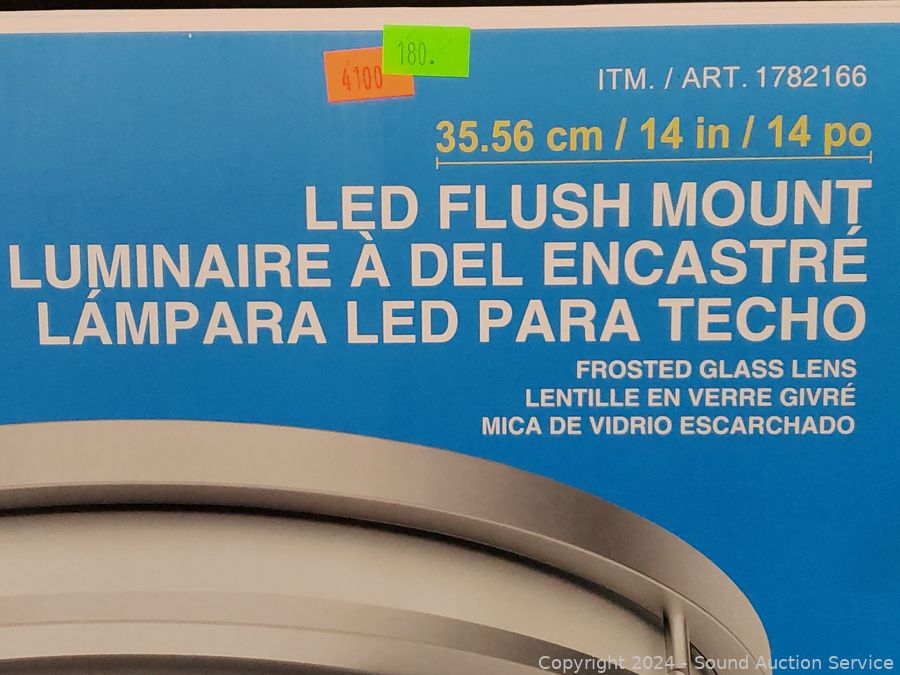 180.
4100
ITM. / ART. 1782166
35.56 cm / 14 in / 14 po
LED FLUSH MOUNT
LUMINAIRE À DEL ENCASTRÉ
LÁMPARA LED PARA TECHO
FROSTED GLASS LENS
LENTILLE EN VERRE GIVRÉ
MICA DE VIDRIO ESCARCHADO
Copyright 2024 - Sound Auction Service